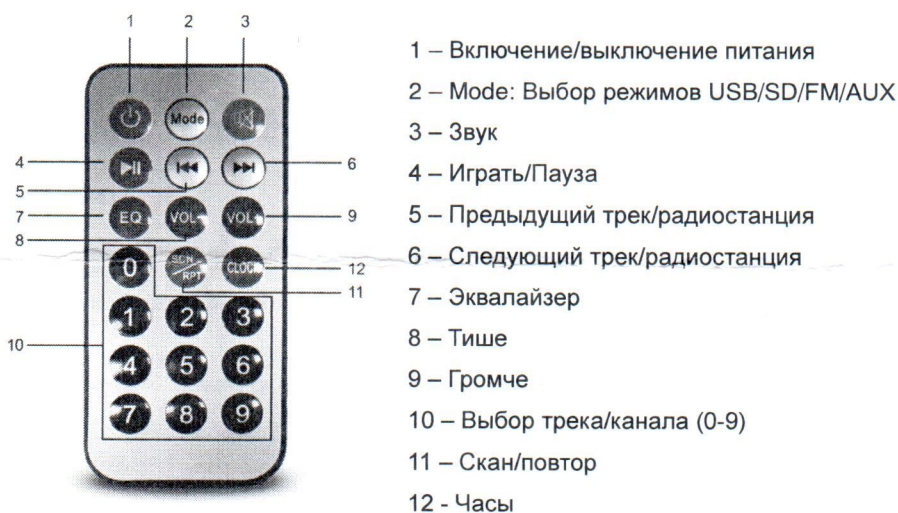 1 2 3
Mode
4 6
5
7 EQ VOL- VOL+ 9
8
0 SCN/RPT CLOCK 12
11
1 2 3
10
4 5 6
7 8 9
1 – Включение/выключение питания
2 – Mode: Выбор режимов USB/SD/FM/AUX
3 – Звук
4 – Играть/Пауза
5 – Предыдущий трек/радиостанция
6 – Следующий трек/радиостанция
7 – Эквалайзер
8 – Тише
9 – Громче
10 – Выбор трека/канала (0-9)
11 – Скан/повтор
12 - Часы